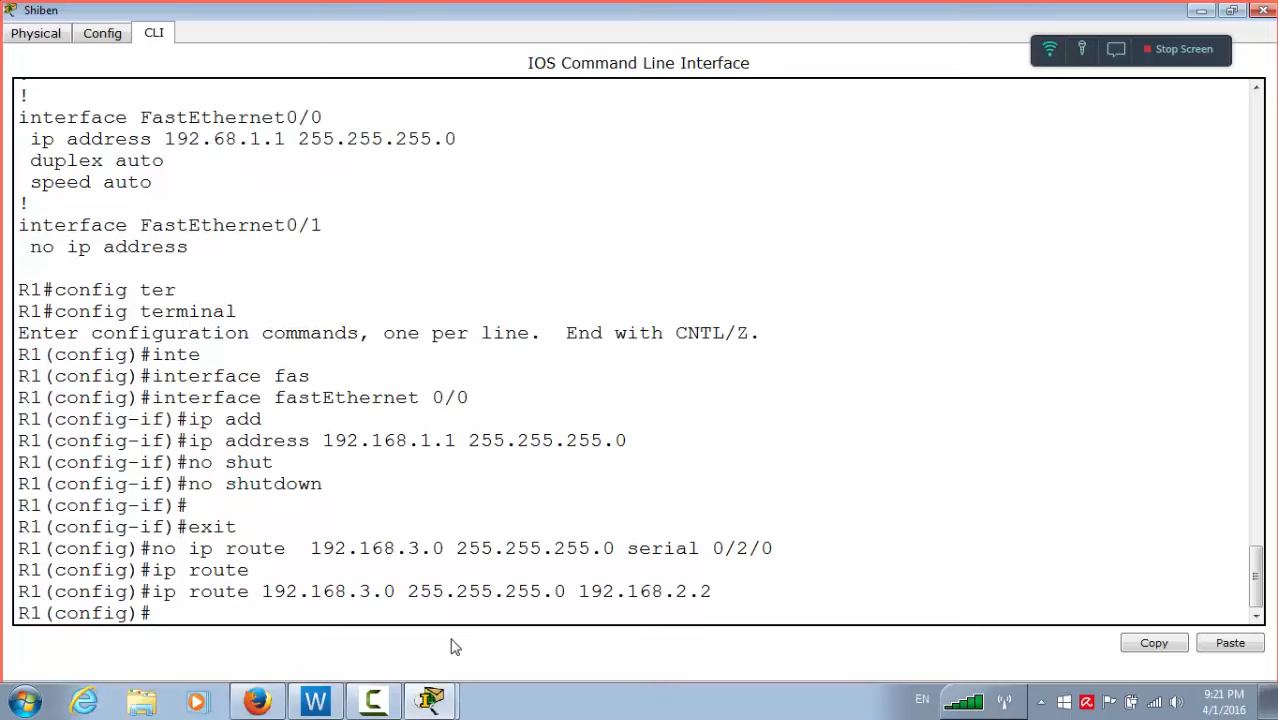 Shiben
Physical
Config
CLI
Stop Screen
IOS Command Line Interface
!
interface FastEthernet0/0
ip address 192.68.1.1 255.255.255.0
duplex auto
speed auto
!
interface FastEthernet0/1
no ip address
R1#config ter
R1#config terminal
Enter configuration commands, one per line.  End with CNTL/Z.
R1(config)#inte
R1(config)#interface fas
R1(config)#interface fastEthernet 0/0
R1(config-if)#ip add
R1(config-if)#ip address 192.168.1.1 255.255.255.0
R1(config-if)#no shut
R1(config-if)#no shutdown
R1(config-if)#
R1(config-if)#exit
R1(config)#no ip route  192.168.3.0 255.255.255.0 serial 0/2/0
R1(config)#ip route
R1(config)#ip route 192.168.3.0 255.255.255.0 192.168.2.2
R1(config)#
Copy
Paste
EN
9:21 PM
4/1/2016